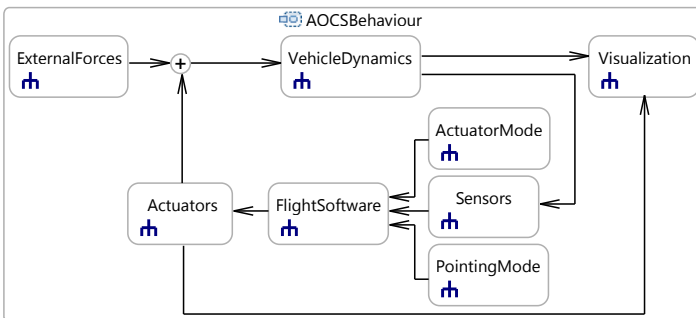 AOCSBehaviour
ExternalForces
+
VehicleDynamics
Visualization
ActuatorMode
Actuators
FlightSoftware
Sensors
PointingMode